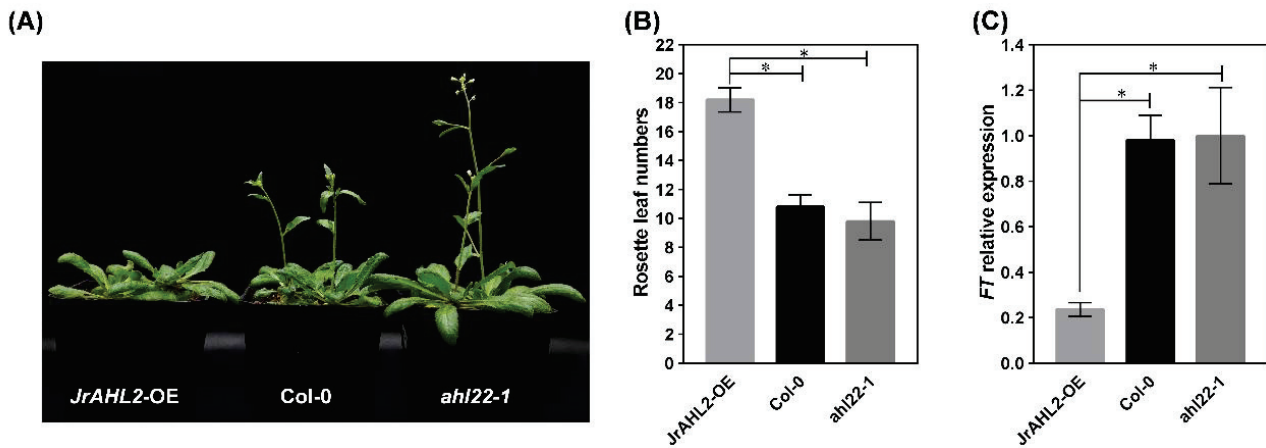 (A)
JrAHL2-OE Col-0 ahl22-1
(B)
Rosette leaf numbers
22
20
18
16
14
12
10
8
6
4
2
0
* 
*
JrAHL2-OE
Col-0
ahl22-1
(C)
FT relative expression
1.4
1.2
1.0
0.8
0.6
0.4
0.2
0.0
*
*
JrAHL2-OE
Col-0
ahl22-1